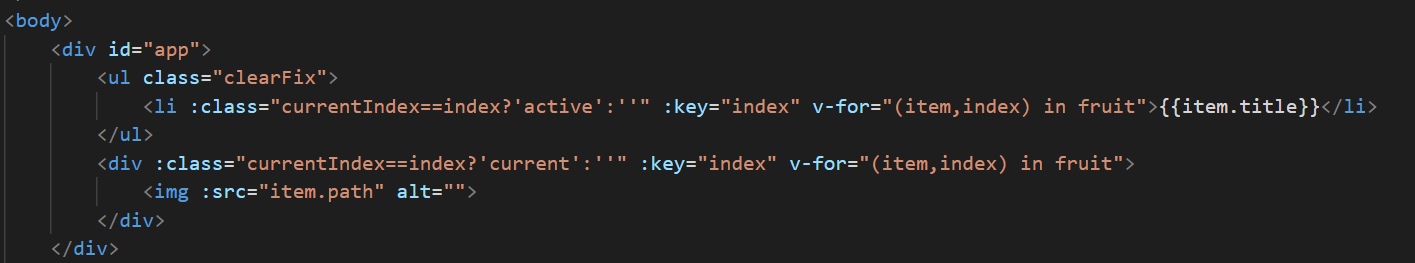 <body>
<div id="app">
<ul class="clearFix">
<li :class="currentIndex==index?'active':''" :key="index" v-for="(item,index) in fruit">{{item.title}}</li>
</ul>
<div :class="currentIndex==index?'current':''" :key="index" v-for="(item,index) in fruit">
<img :src="item.path" alt="">
</div>
</div>